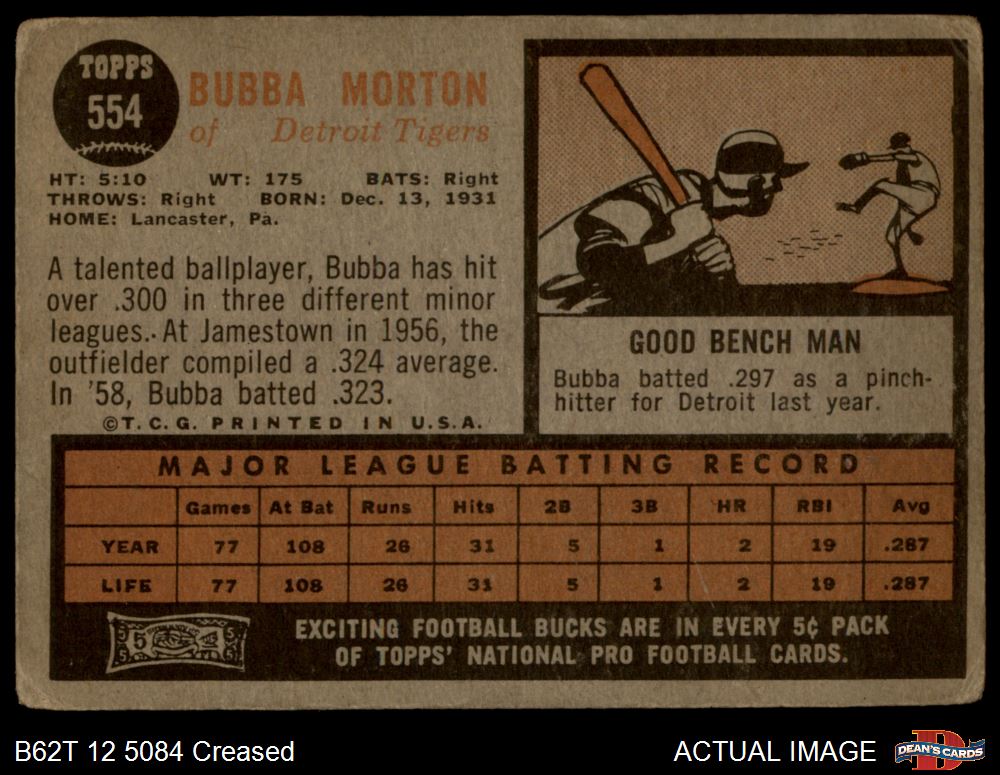 TOPPS
554
BUBBA MORTON
of Detroit Tigers
HT: 5:10 WT: 175 BATS: Right
THROWS: Right BORN: Dec. 13, 1931
HOME: Lancaster, Pa.
A talented ballplayer, Bubba has hit
over .300 in three different minor
leagues. At Jamestown in 1956, the
outfielder compiled a .324 average.
In '58, Bubba batted .323.
©T.C.G. PRINTED IN U.S.A.
GOOD BENCH MAN
Bubba batted .297 as a pinch-
hitter for Detroit last year.
MAJOR LEAGUE BATTING RECORD
Games At Bat Runs Hits 2B 3B HR RBI Avg
YEAR 77 108 26 31 5 1 2 19 .287
LIFE 77 108 26 31 5 1 2 19 .287
5 5 5 5 5
EXCITING FOOTBALL BUCKS ARE IN EVERY 5¢ PACK
OF TOPPS' NATIONAL PRO FOOTBALL CARDS.
B62T 12 5084 Creased
ACTUAL IMAGE
DEAN'S CARDS